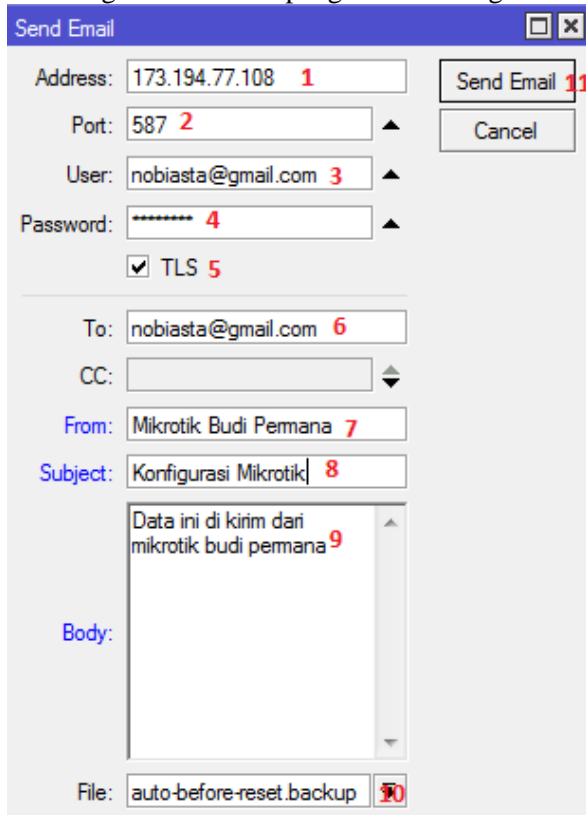 Send Email
Address: 173.194.77.108 1
Send Email 11
Port: 587 2
Cancel
User: nobiasta@gmail.com 3
Password: ******** 4
TLS 5
To: nobiasta@gmail.com 6
CC:
From: Mikrotik Budi Permana 7
Subject: Konfigurasi Mikrotik 8
Data ini di kirim dari
mikrotik budi permana 9
Body:
File: auto-before-reset.backup 10